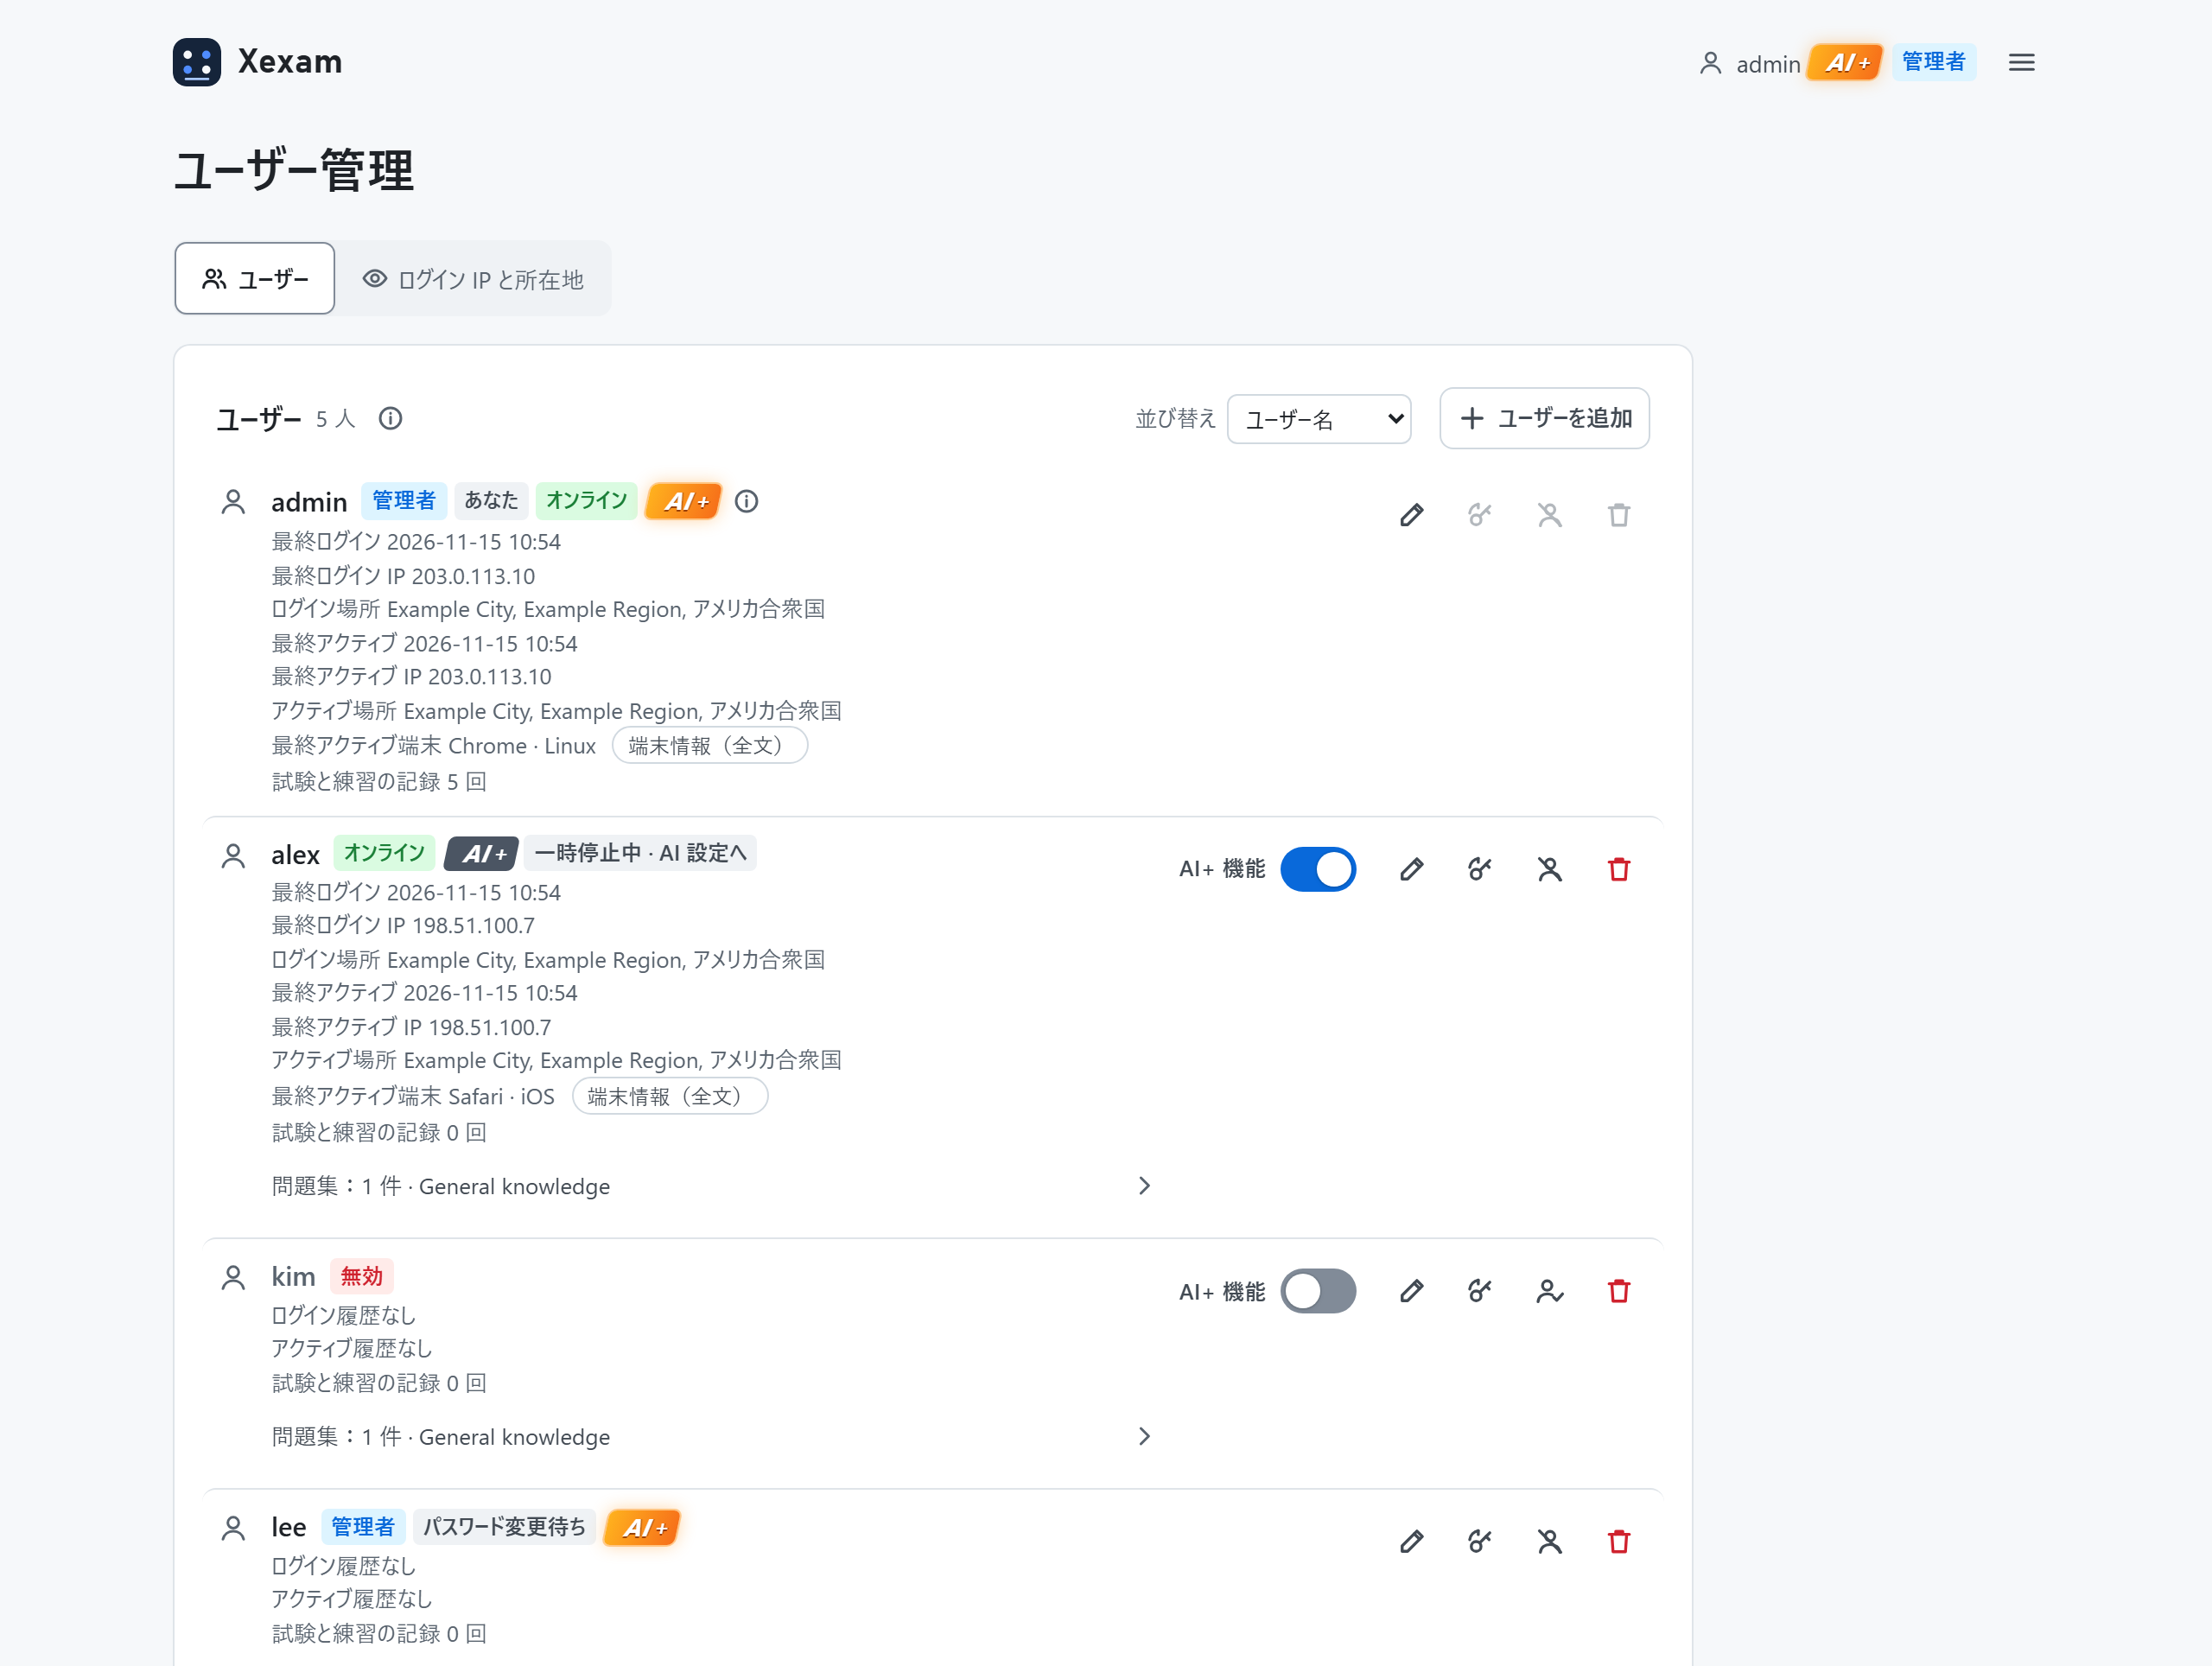 Xexam
admin AI+ 管理者
ユーザー管理
ユーザー
ログイン IP と所在地
ユーザー 5 人
並び替え ユーザー名
ユーザーを追加
admin 管理者 あなた オンライン AI+
最終ログイン 2026-11-15 10:54
最終ログイン IP 203.0.113.10
ログイン場所 Example City, Example Region, アメリカ合衆国
最終アクティブ 2026-11-15 10:54
最終アクティブ IP 203.0.113.10
アクティブ場所 Example City, Example Region, アメリカ合衆国
最終アクティブ端末 Chrome · Linux 端末情報（全文）
試験と練習の記録 5 回
alex オンライン AI+ 一時停止中 · AI 設定へ
AI+ 機能
最終ログイン 2026-11-15 10:54
最終ログイン IP 198.51.100.7
ログイン場所 Example City, Example Region, アメリカ合衆国
最終アクティブ 2026-11-15 10:54
最終アクティブ IP 198.51.100.7
アクティブ場所 Example City, Example Region, アメリカ合衆国
最終アクティブ端末 Safari · iOS 端末情報（全文）
試験と練習の記録 0 回
問題集：1 件 · General knowledge
kim 無効
AI+ 機能
ログイン履歴なし
アクティブ履歴なし
試験と練習の記録 0 回
問題集：1 件 · General knowledge
lee 管理者 パスワード変更待ち AI+
ログイン履歴なし
アクティブ履歴なし
試験と練習の記録 0 回